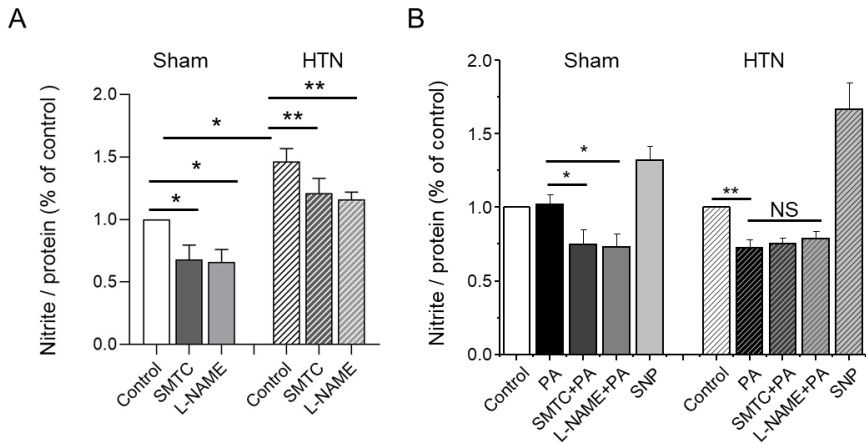 A
Sham
HTN
Nitrite / protein (% of control )
2.0
1.5
1.0
0.5
0.0
*
*
*
**
**
Control
SMTC
L-NAME
Control
SMTC
L-NAME
B
Sham
HTN
Nitrite / protein (% of control)
2.0
1.5
1.0
0.5
0.0
*
*
**
NS
Control
PA
SMTC+PA
L-NAME+PA
SNP
Control
PA
SMTC+PA
L-NAME+PA
SNP